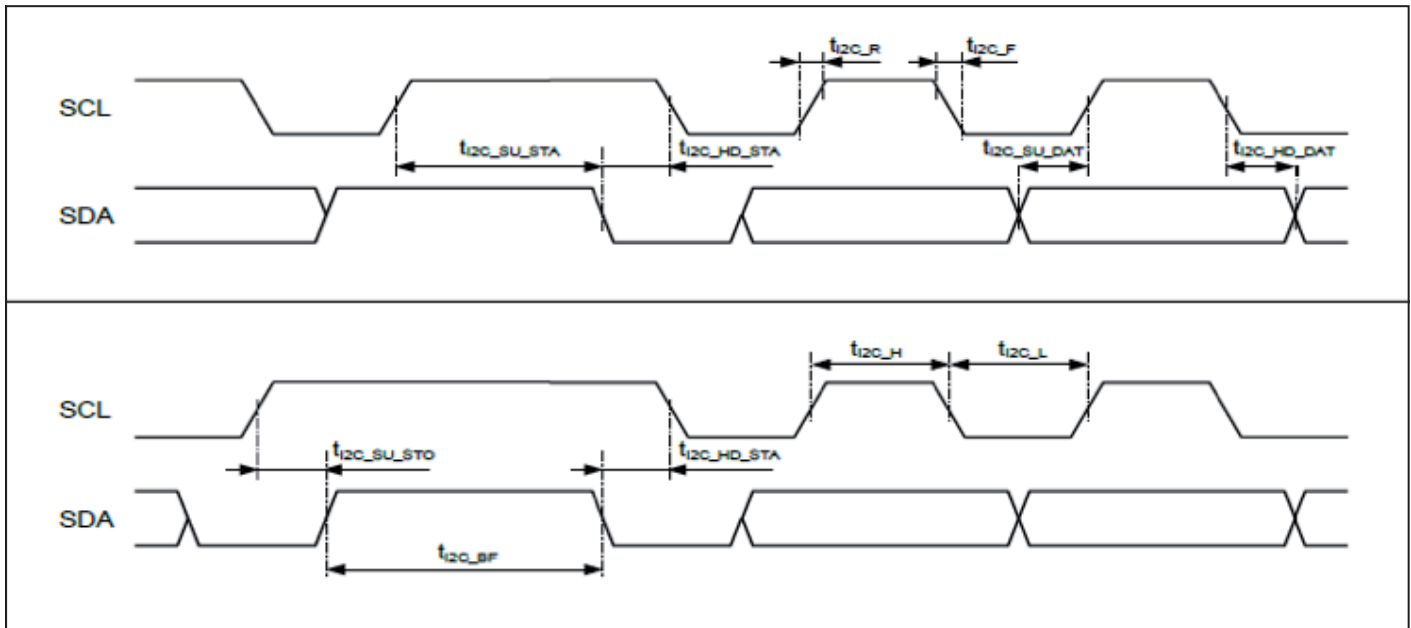 tI2C_R
tI2C_F
SCL
tI2C_SU_STA
tI2C_HD_STA
tI2C_SU_DAT
tI2C_HD_DAT
SDA
tI2C_H
tI2C_L
SCL
tI2C_SU_STO
tI2C_HD_STA
SDA
tI2C_BF